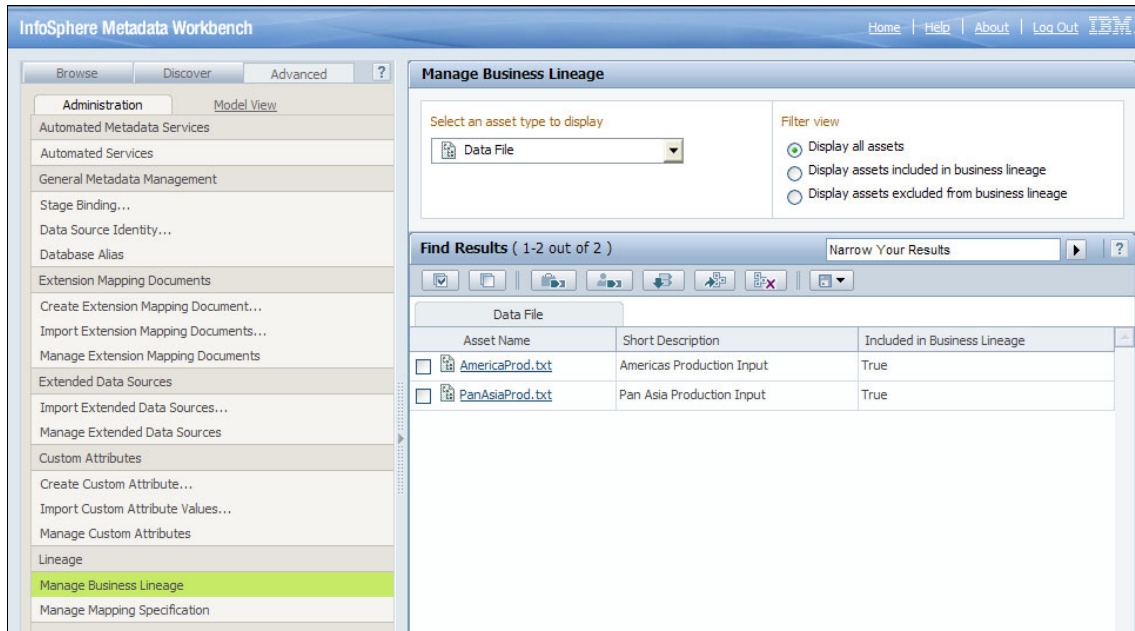 InfoSphere Metadata Workbench
Home | Help | About | Log Out IBM
Browse Discover Advanced ?
Administration Model View
Automated Metadata Services
Automated Services
General Metadata Management
Stage Binding...
Data Source Identity...
Database Alias
Extension Mapping Documents
Create Extension Mapping Document...
Import Extension Mapping Documents...
Manage Extension Mapping Documents
Extended Data Sources
Import Extended Data Sources...
Manage Extended Data Sources
Custom Attributes
Create Custom Attribute...
Import Custom Attribute Values...
Manage Custom Attributes
Lineage
Manage Business Lineage
Manage Mapping Specification
Manage Business Lineage
Select an asset type to display
Data File
Filter view
Display all assets
Display assets included in business lineage
Display assets excluded from business lineage
Find Results ( 1-2 out of 2 )
Narrow Your Results ?
Data File
Asset Name Short Description Included in Business Lineage
AmericaProd.txt Americas Production Input True
PanAsiaProd.txt Pan Asia Production Input True